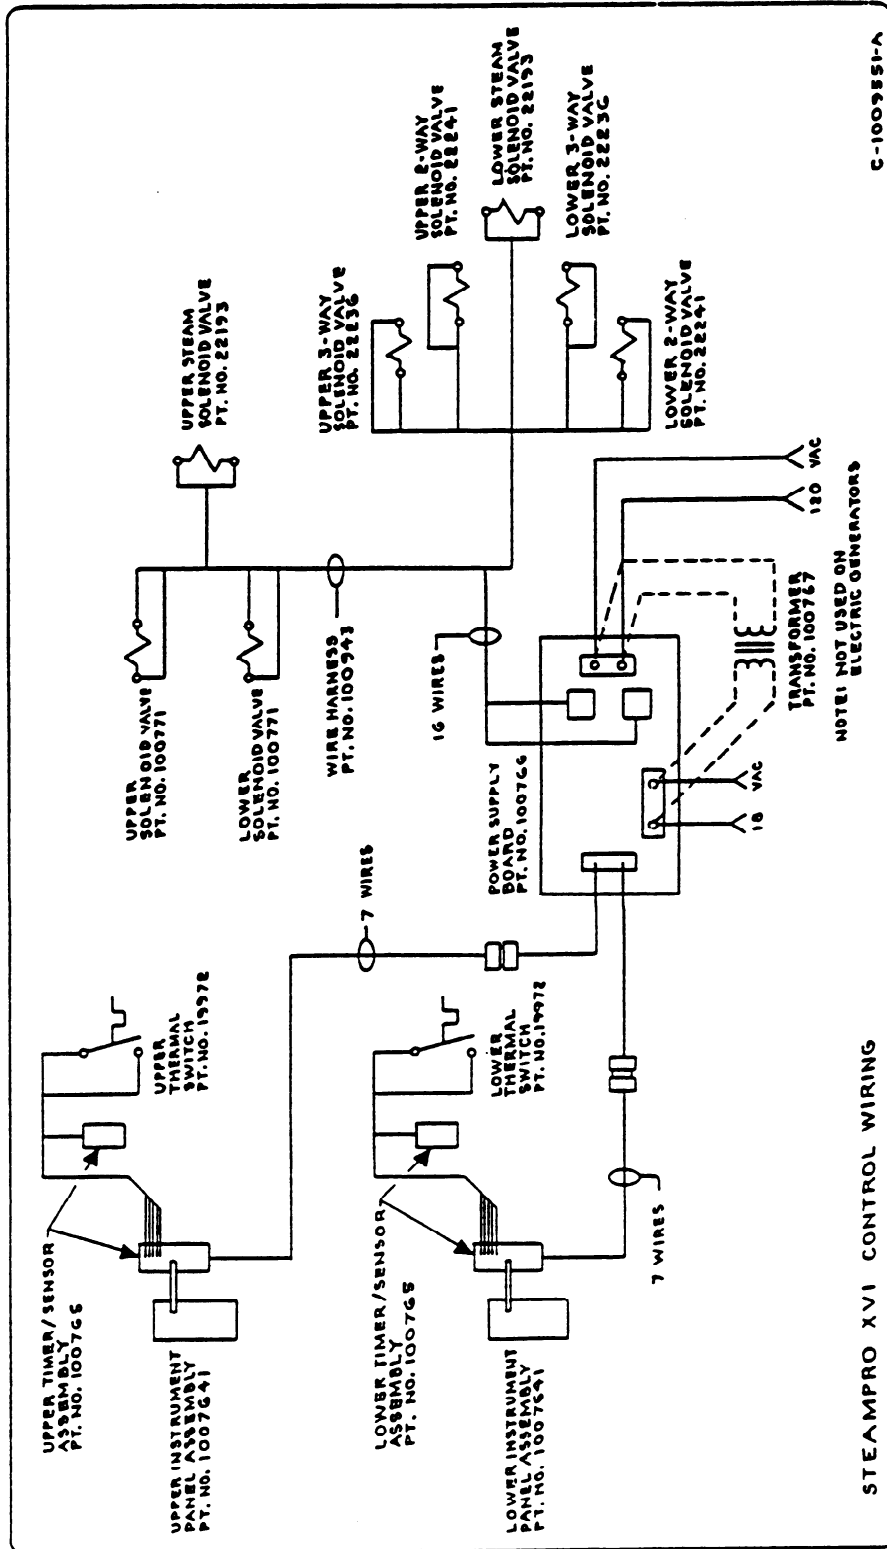 UPPER TIMER/SENSOR
ASSEMBLY
PT. NO. 100765
UPPER INSTRUMENT
PANEL ASSEMBLY
PT. NO. 1007641
UPPER
THERMAL
SWITCH
PT. NO. 19972
7 WIRES
LOWER TIMER/SENSOR
ASSEMBLY
PT. NO. 100765
LOWER INSTRUMENT
PANEL ASSEMBLY
PT. NO. 1007641
LOWER
THERMAL
SWITCH
PT. NO. 19972
7 WIRES
UPPER
SOLENOID VALVE
PT. NO. 100771
LOWER
SOLENOID VALVE
PT. NO. 100771
UPPER STEAM
SOLENOID VALVE
PT. NO. 22193
WIRE HARNESS
PT. NO. 100943
16 WIRES
UPPER 3-WAY
SOLENOID VALVE
PT. NO. 22236
UPPER 2-WAY
SOLENOID VALVE
PT. NO. 22241
LOWER STEAM
SOLENOID VALVE
PT. NO. 22193
LOWER 3-WAY
SOLENOID VALVE
PT. NO. 22236
LOWER 2-WAY
SOLENOID VALVE
PT. NO. 22241
POWER SUPPLY
BOARD
PT. NO. 100766
18 VAC
120 VAC
TRANSFORMER
PT. NO. 100767
NOTE: NOT USED ON
ELECTRIC GENERATORS
STEAMPRO XVI CONTROL WIRING
C-1009551-A